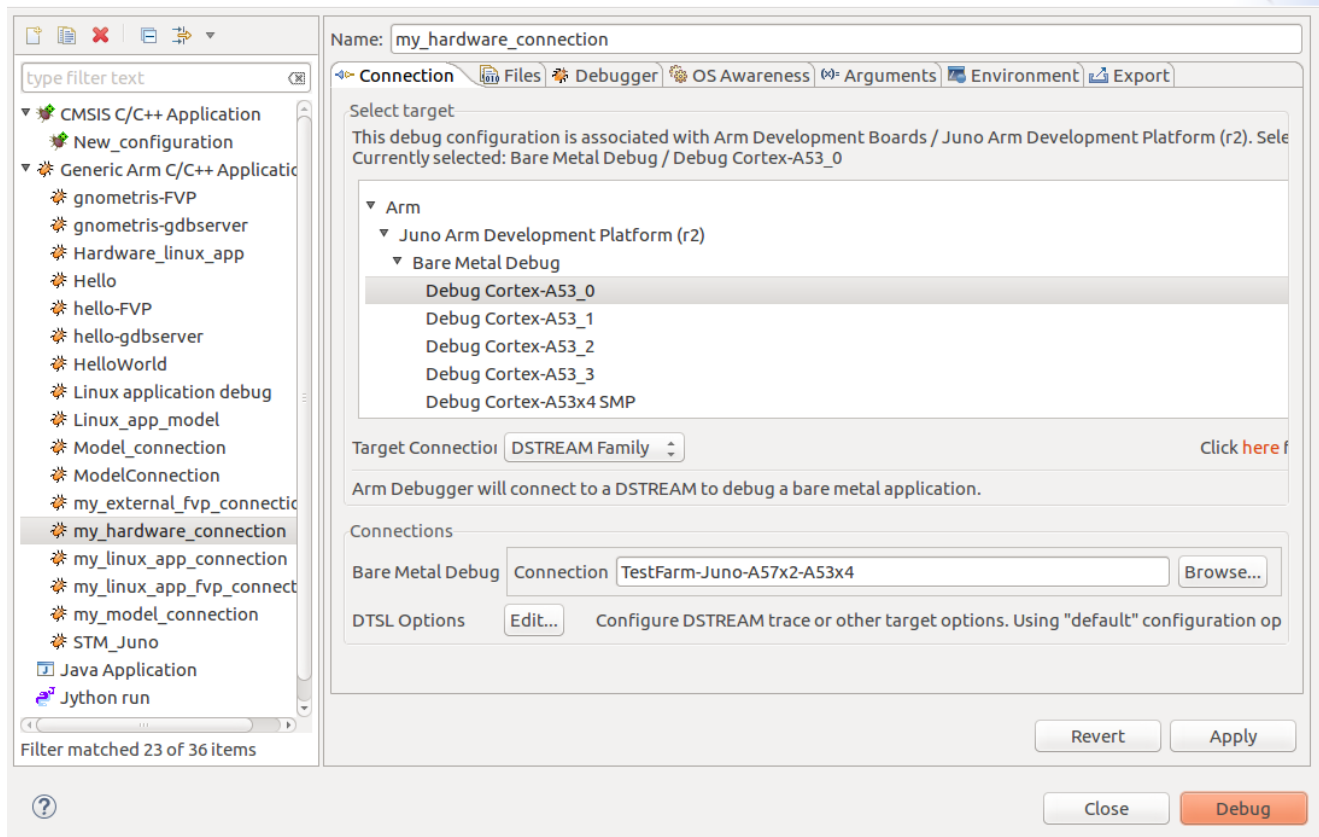 type filter text
CMSIS C/C++ Application
New_configuration
Generic Arm C/C++ Applicatic
gnometris-FVP
gnometris-gdbserver
Hardware_linux_app
Hello
hello-FVP
hello-gdbserver
HelloWorld
Linux application debug
Linux_app_model
Model_connection
ModelConnection
my_external_fvp_connectic
my_hardware_connection
my_linux_app_connection
my_linux_app_fvp_connect
my_model_connection
STM_Juno
Java Application
Jython run
Filter matched 23 of 36 items
Name: my_hardware_connection
Connection Files Debugger OS Awareness Arguments Environment Export
Select target
This debug configuration is associated with Arm Development Boards / Juno Arm Development Platform (r2). Sele
Currently selected: Bare Metal Debug / Debug Cortex-A53_0
Arm
Juno Arm Development Platform (r2)
Bare Metal Debug
Debug Cortex-A53_0
Debug Cortex-A53_1
Debug Cortex-A53_2
Debug Cortex-A53_3
Debug Cortex-A53x4 SMP
Target Connection DSTREAM Family Click here f
Arm Debugger will connect to a DSTREAM to debug a bare metal application.
Connections
Bare Metal Debug Connection TestFarm-Juno-A57x2-A53x4 Browse...
DTSL Options Edit... Configure DSTREAM trace or other target options. Using "default" configuration op
Revert Apply
Close Debug